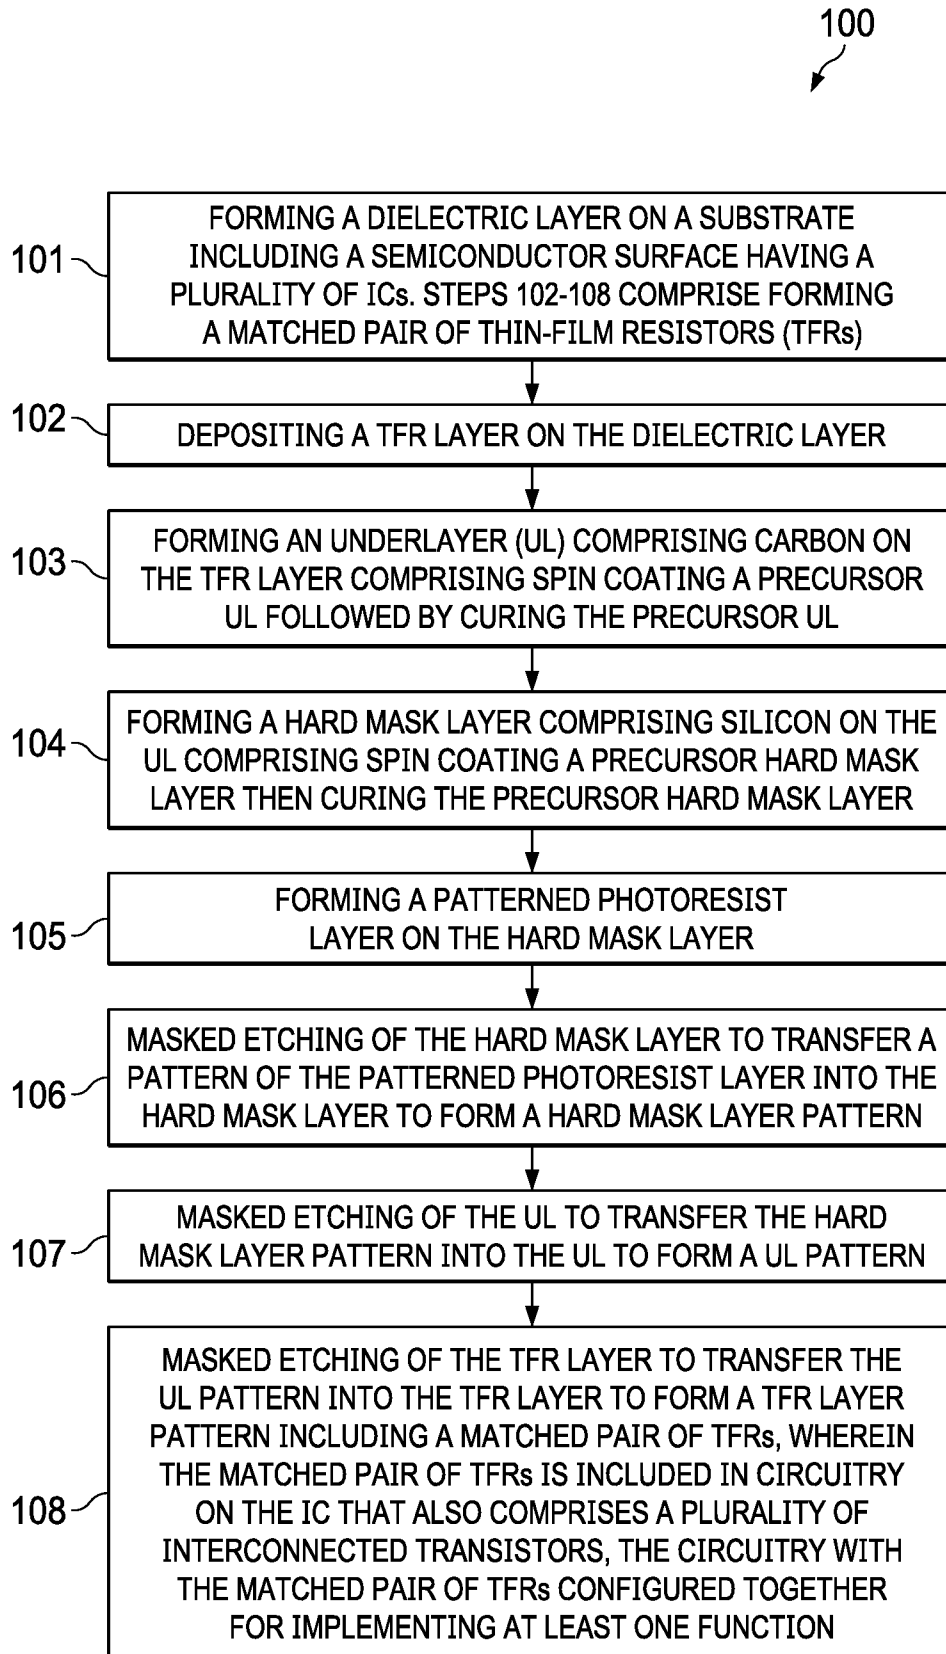 100
101
FORMING A DIELECTRIC LAYER ON A SUBSTRATE
INCLUDING A SEMICONDUCTOR SURFACE HAVING A
PLURALITY OF ICs. STEPS 102-108 COMPRISE FORMING
A MATCHED PAIR OF THIN-FILM RESISTORS (TFRs)
102
DEPOSITING A TFR LAYER ON THE DIELECTRIC LAYER
103
FORMING AN UNDERLAYER (UL) COMPRISING CARBON ON
THE TFR LAYER COMPRISING SPIN COATING A PRECURSOR
UL FOLLOWED BY CURING THE PRECURSOR UL
104
FORMING A HARD MASK LAYER COMPRISING SILICON ON THE
UL COMPRISING SPIN COATING A PRECURSOR HARD MASK
LAYER THEN CURING THE PRECURSOR HARD MASK LAYER
105
FORMING A PATTERNED PHOTORESIST
LAYER ON THE HARD MASK LAYER
106
MASKED ETCHING OF THE HARD MASK LAYER TO TRANSFER A
PATTERN OF THE PATTERNED PHOTORESIST LAYER INTO THE
HARD MASK LAYER TO FORM A HARD MASK LAYER PATTERN
107
MASKED ETCHING OF THE UL TO TRANSFER THE HARD
MASK LAYER PATTERN INTO THE UL TO FORM A UL PATTERN
108
MASKED ETCHING OF THE TFR LAYER TO TRANSFER THE
UL PATTERN INTO THE TFR LAYER TO FORM A TFR LAYER
PATTERN INCLUDING A MATCHED PAIR OF TFRs, WHEREIN
THE MATCHED PAIR OF TFRs IS INCLUDED IN CIRCUITRY
ON THE IC THAT ALSO COMPRISES A PLURALITY OF
INTERCONNECTED TRANSISTORS, THE CIRCUITRY WITH
THE MATCHED PAIR OF TFRs CONFIGURED TOGETHER
FOR IMPLEMENTING AT LEAST ONE FUNCTION